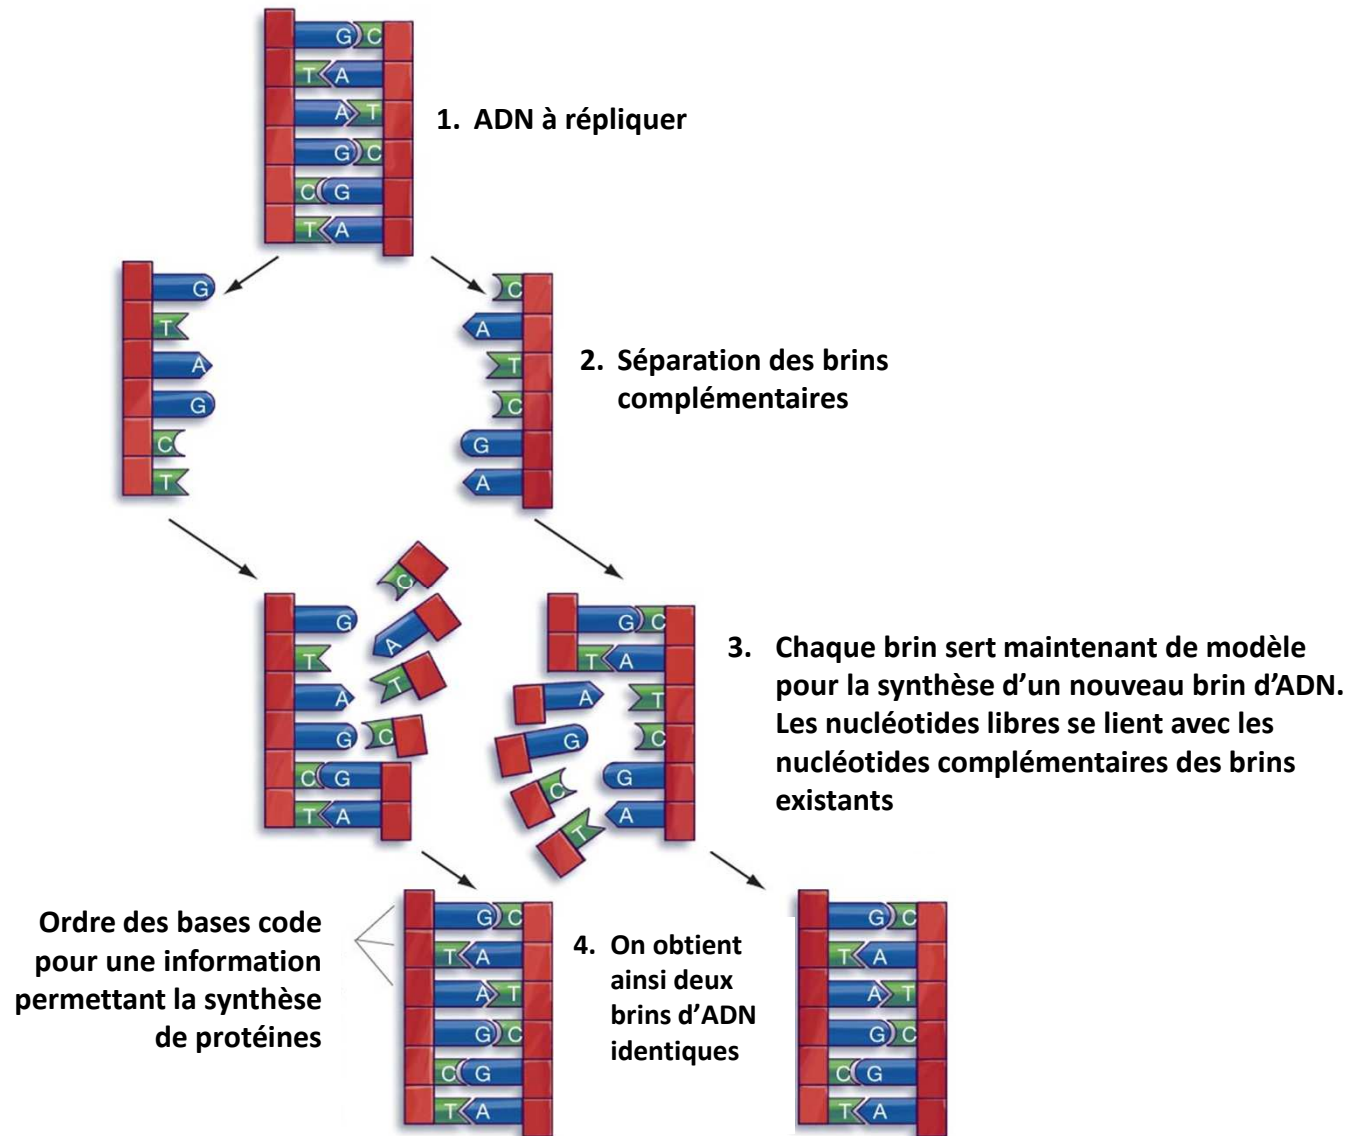 G C
T A
A T
G C
C G
T A
1. ADN à répliquer
G
T
A
G
C
T
C
A
T
C
G
A
2. Séparation des brins
complémentaires
G
T
A
G
C G
T A
C
A
T
C
G C
T A
T
C
G
A
A
G
C
T
3. Chaque brin sert maintenant de modèle
pour la synthèse d’un nouveau brin d’ADN.
Les nucléotides libres se lient avec les
nucléotides complémentaires des brins
existants
Ordre des bases code
pour une information
permettant la synthèse
de protéines
G C
T A
A T
G C
C G
T A
4. On obtient
ainsi deux
brins d’ADN
identiques
G C
T A
A T
G C
C G
T A